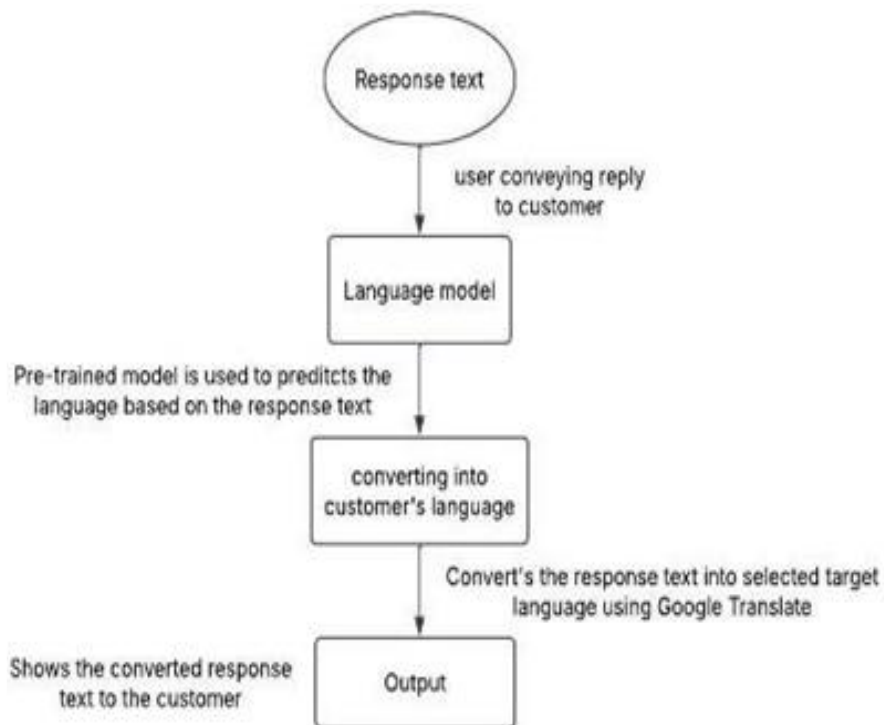 Response text
user conveying reply
to customer
Language model
Pre-trained model is used to preditcts the
language based on the response text
converting into
customer's language
Convert's the response text into selected target
language using Google Translate
Shows the converted response
text to the customer
Output